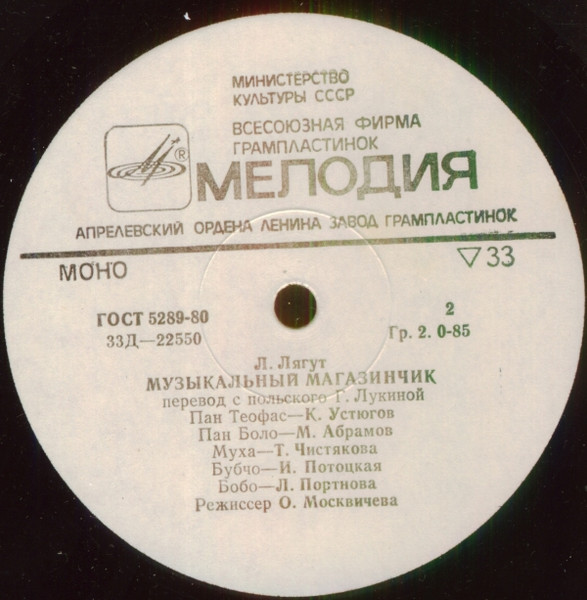 МИНИСТЕРСТВО
КУЛЬТУРЫ СССР
ВСЕСОЮЗНАЯ ФИРМА
ГРАМПЛАСТИНОК
®
МЕЛОДИЯ
АПРЕЛЕВСКИЙ ОРДЕНА ЛЕНИНА ЗАВОД ГРАМПЛАСТИНОК
МОНО
▽33
ГОСТ 5289-80
2
33Д—22550
Гр. 2. 0-85
Л. Лягут
МУЗЫКАЛЬНЫЙ МАГАЗИНЧИК
перевод с польского Г. Лукиной
Пан Теофас—К. Устюгов
Пан Боло—М. Абрамов
Муха—Т. Чистякова
Бубчо—И. Потоцкая
Бобо—Л. Портнова
Режиссер О. Москвичева